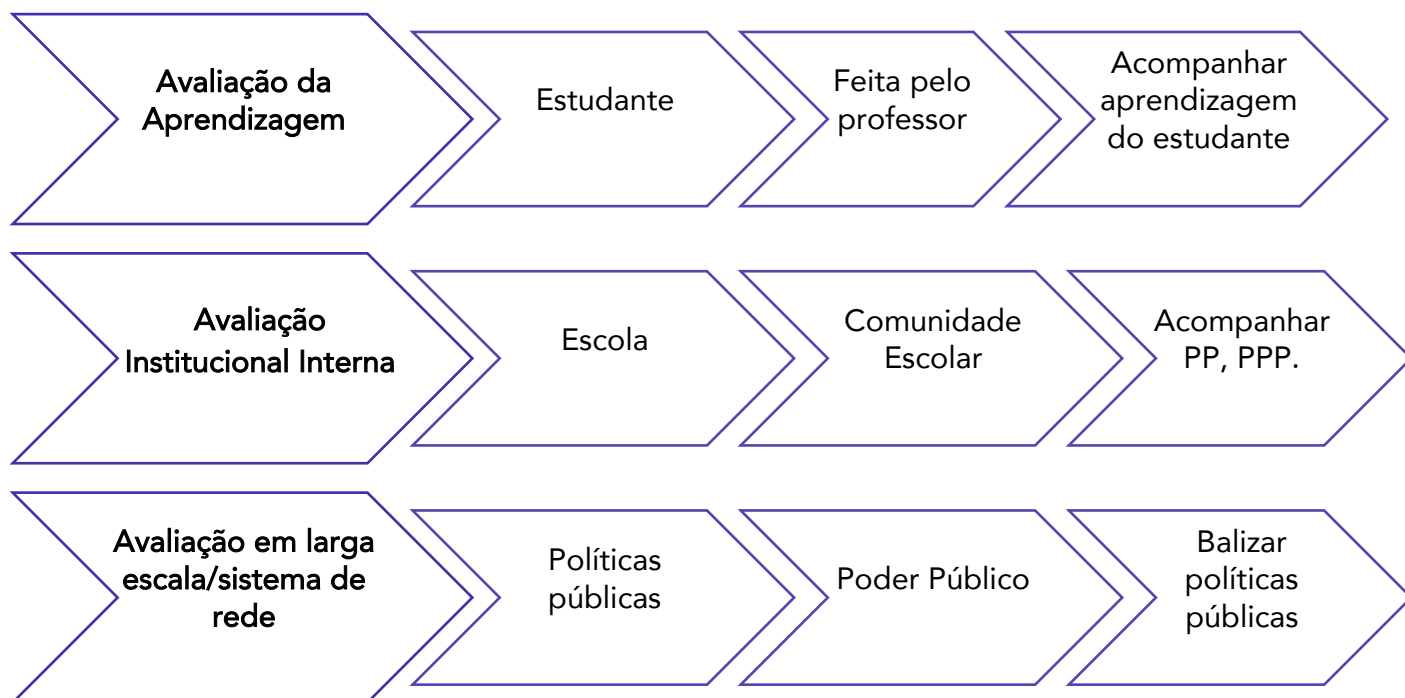 Avaliação da
Aprendizagem
Estudante
Feita pelo
professor
Acompanhar
aprendizagem
do estudante
Avaliação
Institucional Interna
Escola
Comunidade
Escolar
Acompanhar
PP, PPP.
Avaliação em larga
escala/sistema de
rede
Políticas
públicas
Poder Público
Balizar
políticas
públicas